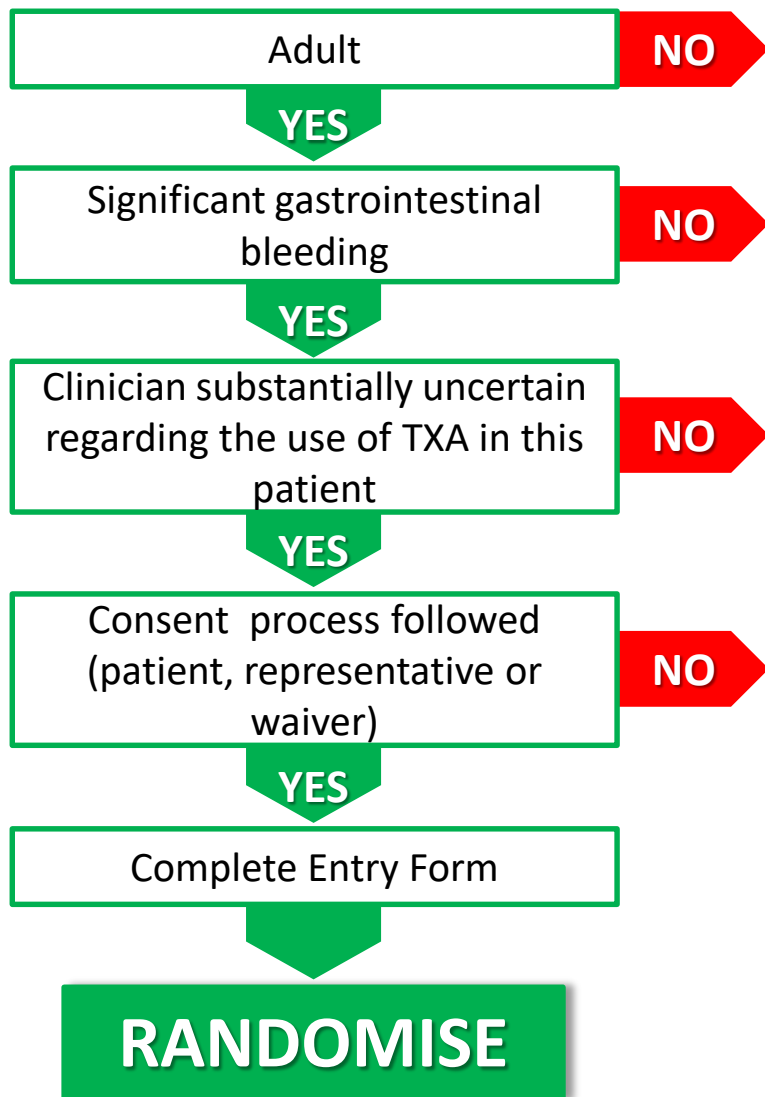 Adult
NO
YES
Significant gastrointestinal
bleeding
NO
YES
Clinician substantially uncertain
regarding the use of TXA in this
patient
NO
YES
Consent process followed
(patient, representative or
waiver)
NO
YES
Complete Entry Form
RANDOMISE